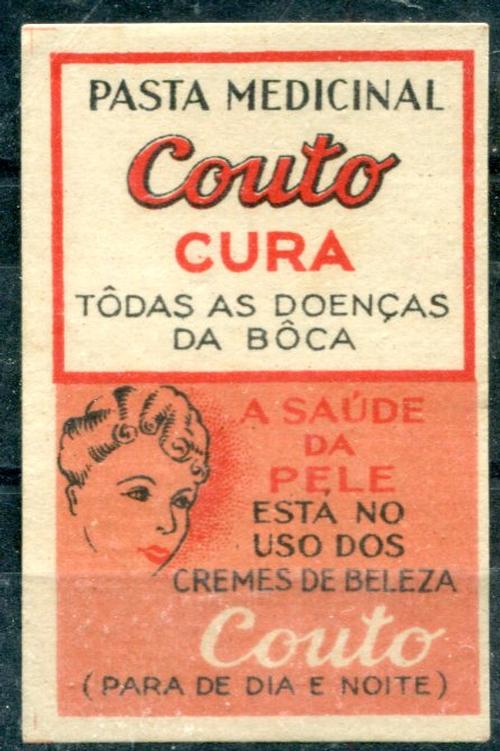 PASTA MEDICINAL
Couto
CURA
TÔDAS AS DOENÇAS
DA BÔCA
A SAÚDE
DA
PELE
ESTÁ NO
USO DOS
CREMES DE BELEZA
Couto
(PARA DE DIA E NOITE)